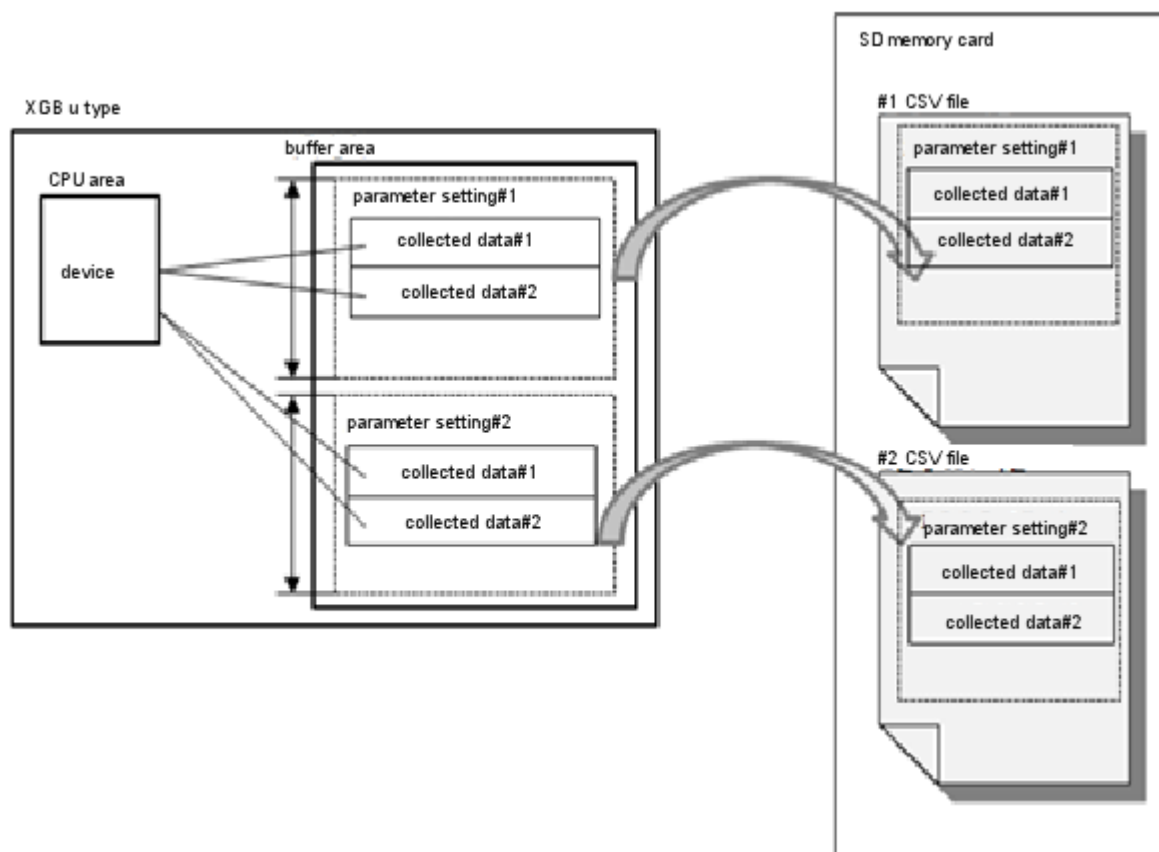 XGB u type
CPU area
device
buffer area
parameter setting#1
collected data#1
collected data#2
parameter setting#2
collected data#1
collected data#2
SD memory card
#1 CSV file
parameter setting#1
collected data#1
collected data#2
#2 CSV file
parameter setting#2
collected data#1
collected data#2